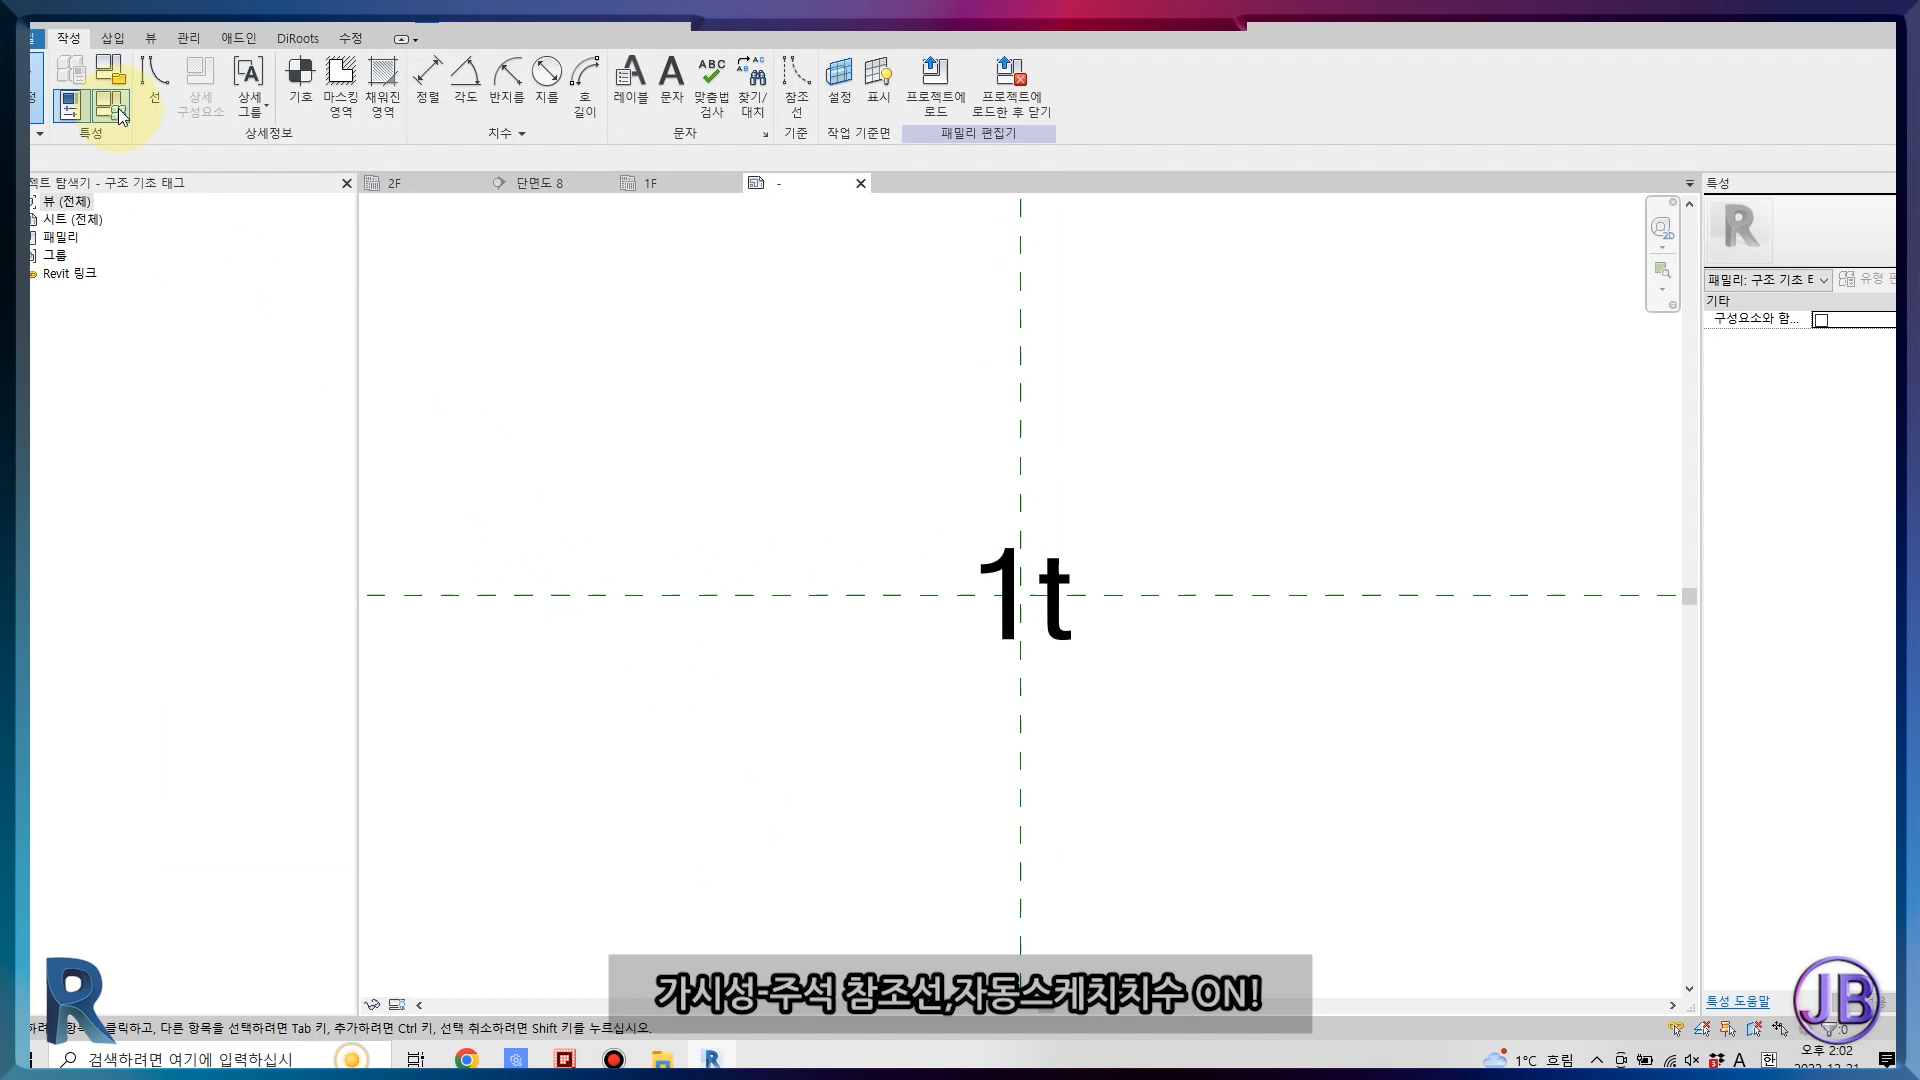 작성 삽입 뷰 관리 애드인 DiRoots 수정
선 상세 구성요소 상세 그룹 기호 마스킹 영역 채워진 영역 정렬 각도 반지름 지름 호 길이 레이블 문자 맞춤법 검사 찾기/ 대치 참조 선 설정 표시 프로젝트에 로드 프로젝트에 로드한 후 닫기
특성 상세정보 치수 문자 기준 작업 기준면 패밀리 편집기
젝트 탐색기 - 구조 기초 태그
2F 단면도 8 1F -
특성
뷰 (전체)
시트 (전체)
패밀리
그룹
Revit 링크
2D
패밀리: 구조 기초 E 유형 편
기타
구성요소와 함...
1t
가시성-주석 참조선,자동스케치치수 ON!
특성 도움말
JB
클릭하고, 다른 항목을 선택하려면 Tab 키, 추가하려면 Ctrl 키, 선택 취소하려면 Shift 키를 누르십시오.
:0
검색하려면 여기에 입력하십시
1°C 흐림
A 한
오후 2:02